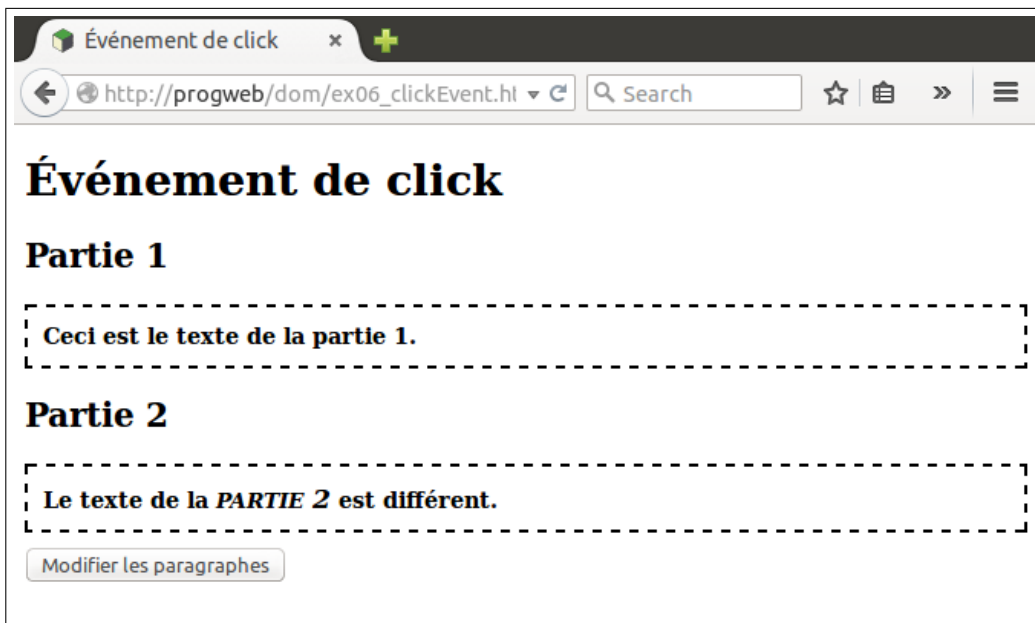 Événement de click
http://progweb/dom/ex06_clickEvent.ht
Search
Événement de click
Partie 1
Ceci est le texte de la partie 1.
Partie 2
Le texte de la PARTIE 2 est différent.
Modifier les paragraphes